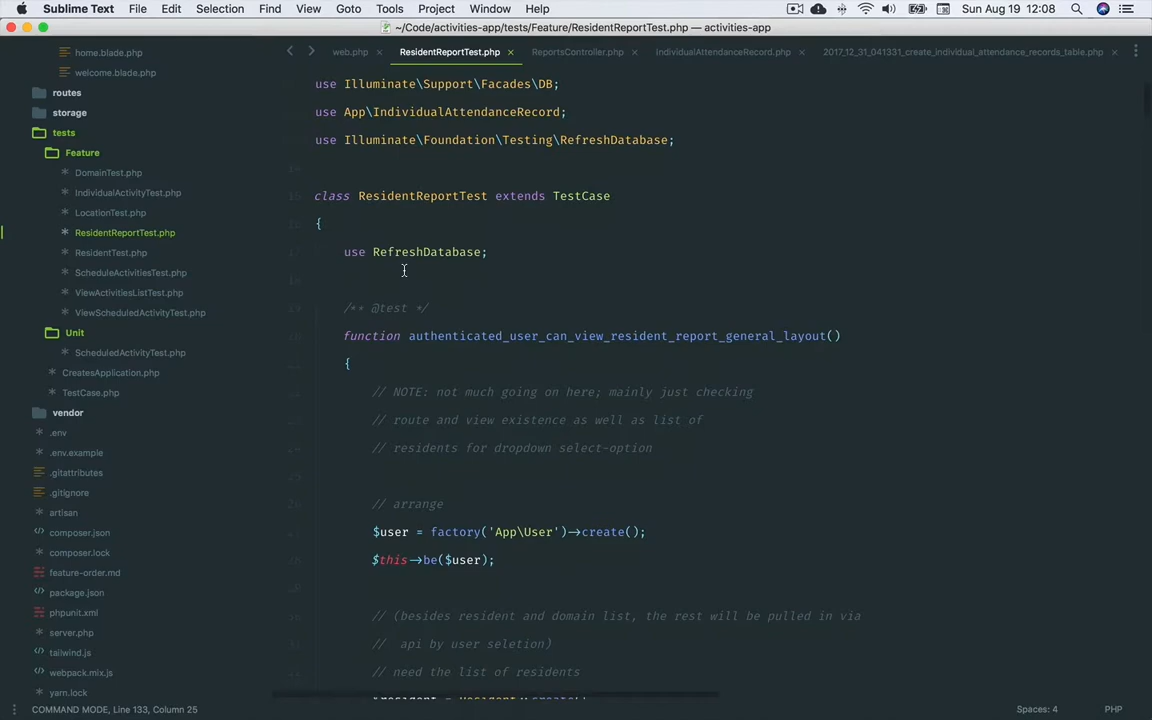 Sublime Text File Edit Selection Find View Goto Tools Project Window Help Sun Aug 19 12:08
~/Code/activities-app/tests/Feature/ResidentReportTest.php — activities-app
web.php × ResidentReportTest.php × ReportsController.php × IndividualAttendanceRecord.php × 2017_12_31_041331_create_individual_attendance_records_table.php ×
home.blade.php
welcome.blade.php
routes
storage
tests
Feature
DomainTest.php
IndividualActivityTest.php
LocationTest.php
ResidentReportTest.php
ResidentTest.php
ScheduleActivitiesTest.php
ViewActivitiesListTest.php
ViewScheduledActivityTest.php
Unit
ScheduledActivityTest.php
CreatesApplication.php
TestCase.php
vendor
.env
.env.example
.gitattributes
.gitignore
artisan
composer.json
composer.lock
feature-order.md
package.json
phpunit.xml
server.php
tailwind.js
webpack.mix.js
yarn.lock
use Illuminate\Support\Facades\DB;
use App\IndividualAttendanceRecord;
use Illuminate\Foundation\Testing\RefreshDatabase;
class ResidentReportTest extends TestCase
{
use RefreshDatabase;
/** @test */
function authenticated_user_can_view_resident_report_general_layout()
{
// NOTE: not much going on here; mainly just checking
// route and view existence as well as list of
// residents for dropdown select-option
// arrange
$user = factory('App\User')->create();
$this->be($user);
// (besides resident and domain list, the rest will be pulled in via
// api by user seletion)
// need the list of residents
COMMAND MODE, Line 133, Column 25
Spaces: 4
PHP